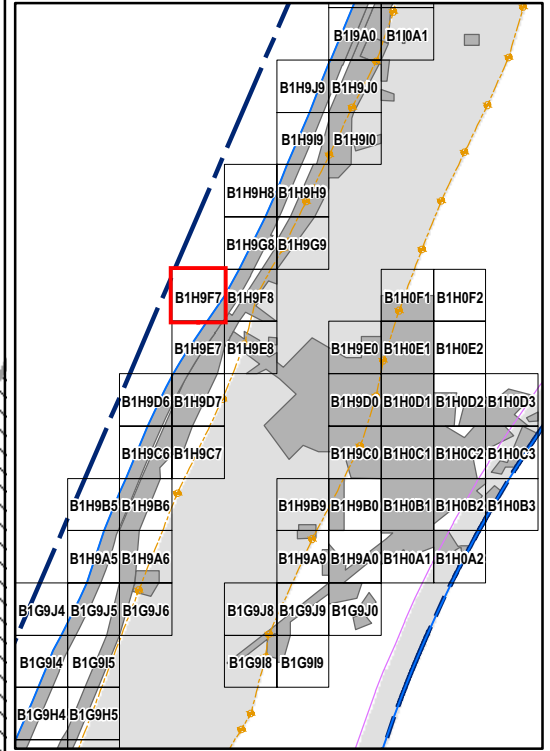 B1I9A0 B1I0A1
B1H9J9 B1H9J0
B1H9I9 B1H9I0
B1H9H8 B1H9H9
B1H9G8 B1H9G9
B1H9F7 B1H9F8 B1H0F1 B1H0F2
B1H9E7 B1H9E8 B1H9E0 B1H0E1 B1H0E2
B1H9D6 B1H9D7 B1H9D0 B1H0D1 B1H0D2 B1H0D3
B1H9C6 B1H9C7 B1H9C0 B1H0C1 B1H0C2 B1H0C3
B1H9B5 B1H9B6 B1H9B9 B1H9B0 B1H0B1 B1H0B2 B1H0B3
B1H9A5 B1H9A6 B1H9A9 B1H9A0 B1H0A1 B1H0A2
B1G9J4 B1G9J5 B1G9J6 B1G9J8 B1G9J9 B1G9J0
B1G9I4 B1G9I5 B1G9I8 B1G9I9
B1G9H4 B1G9H5